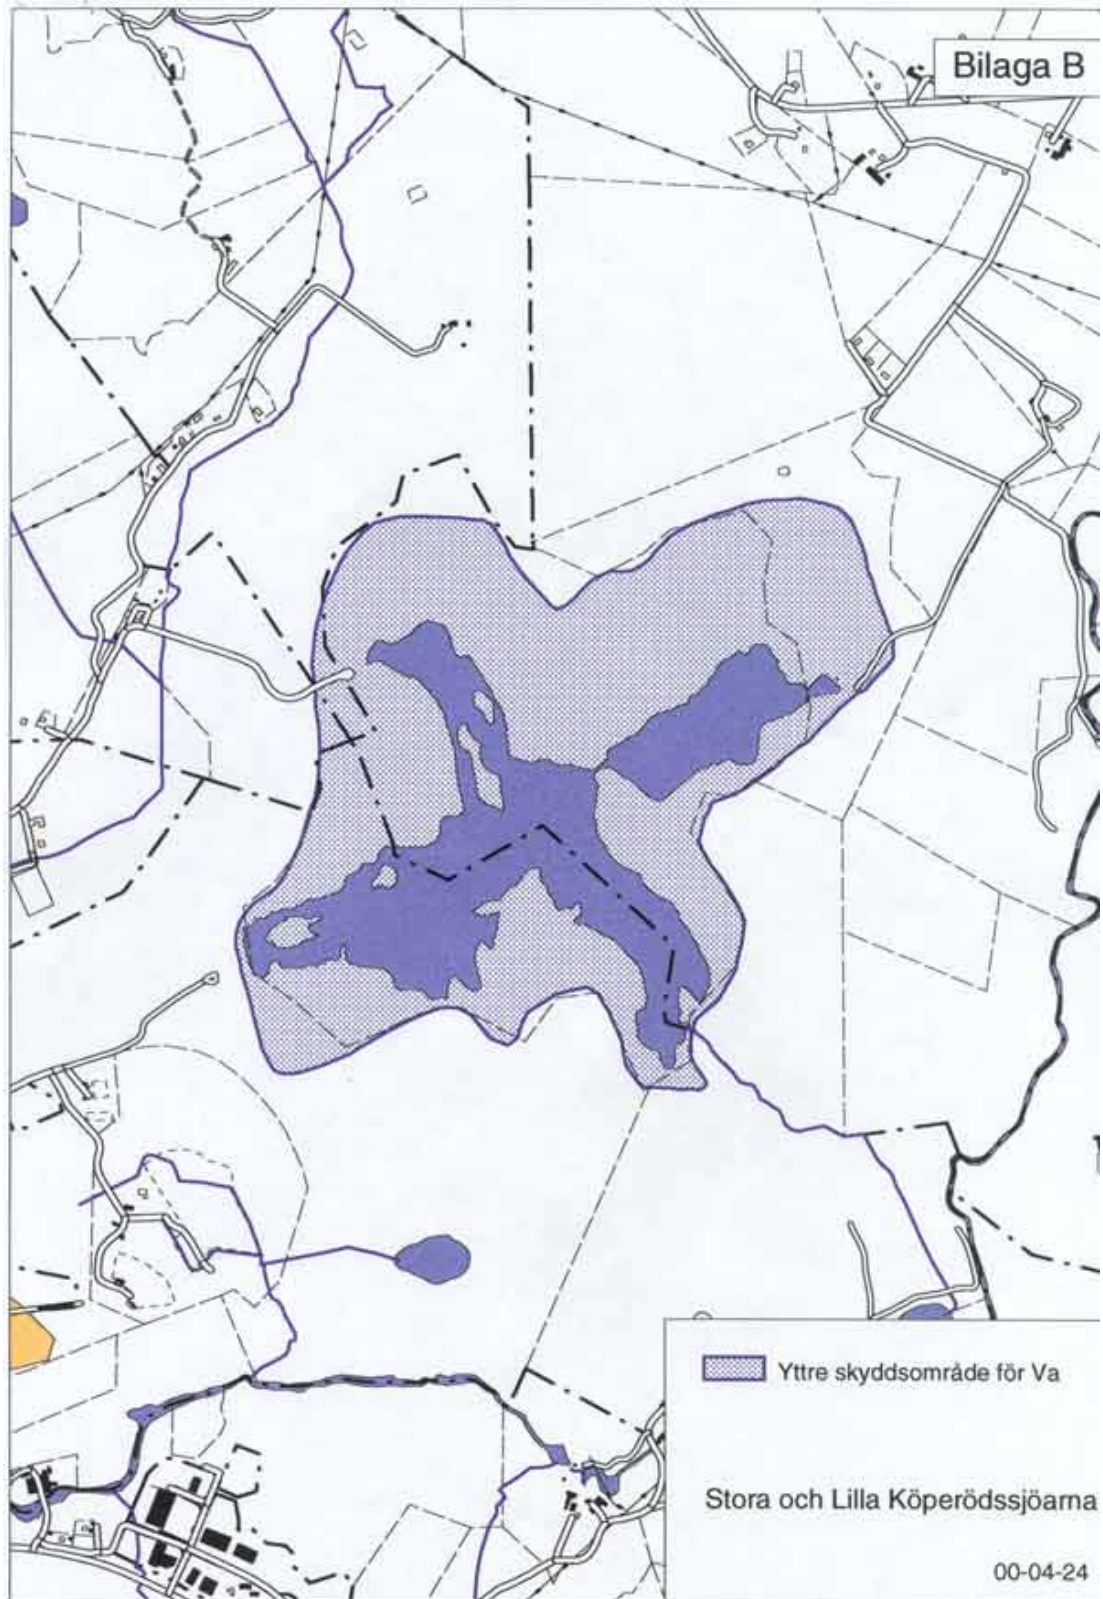 Bilaga B
Yttre skyddsområde för Va
Stora och Lilla Köperödssjöarna
00-04-24